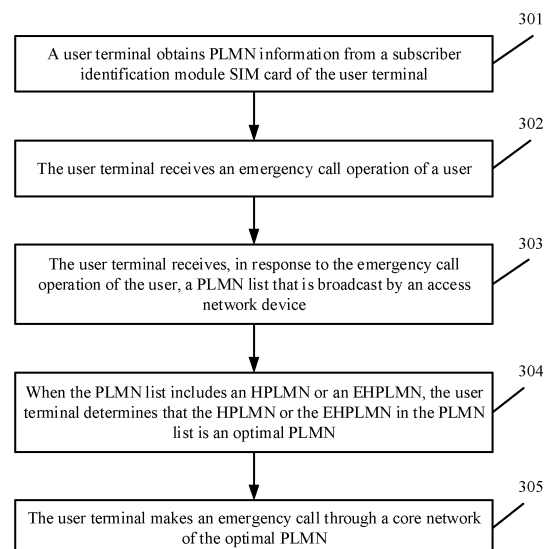 301
A user terminal obtains PLMN information from a subscriber
identification module SIM card of the user terminal
302
The user terminal receives an emergency call operation of a user
303
The user terminal receives, in response to the emergency call
operation of the user, a PLMN list that is broadcast by an access
network device
304
When the PLMN list includes an HPLMN or an EHPLMN, the user
terminal determines that the HPLMN or the EHPLMN in the PLMN
list is an optimal PLMN
305
The user terminal makes an emergency call through a core network
of the optimal PLMN